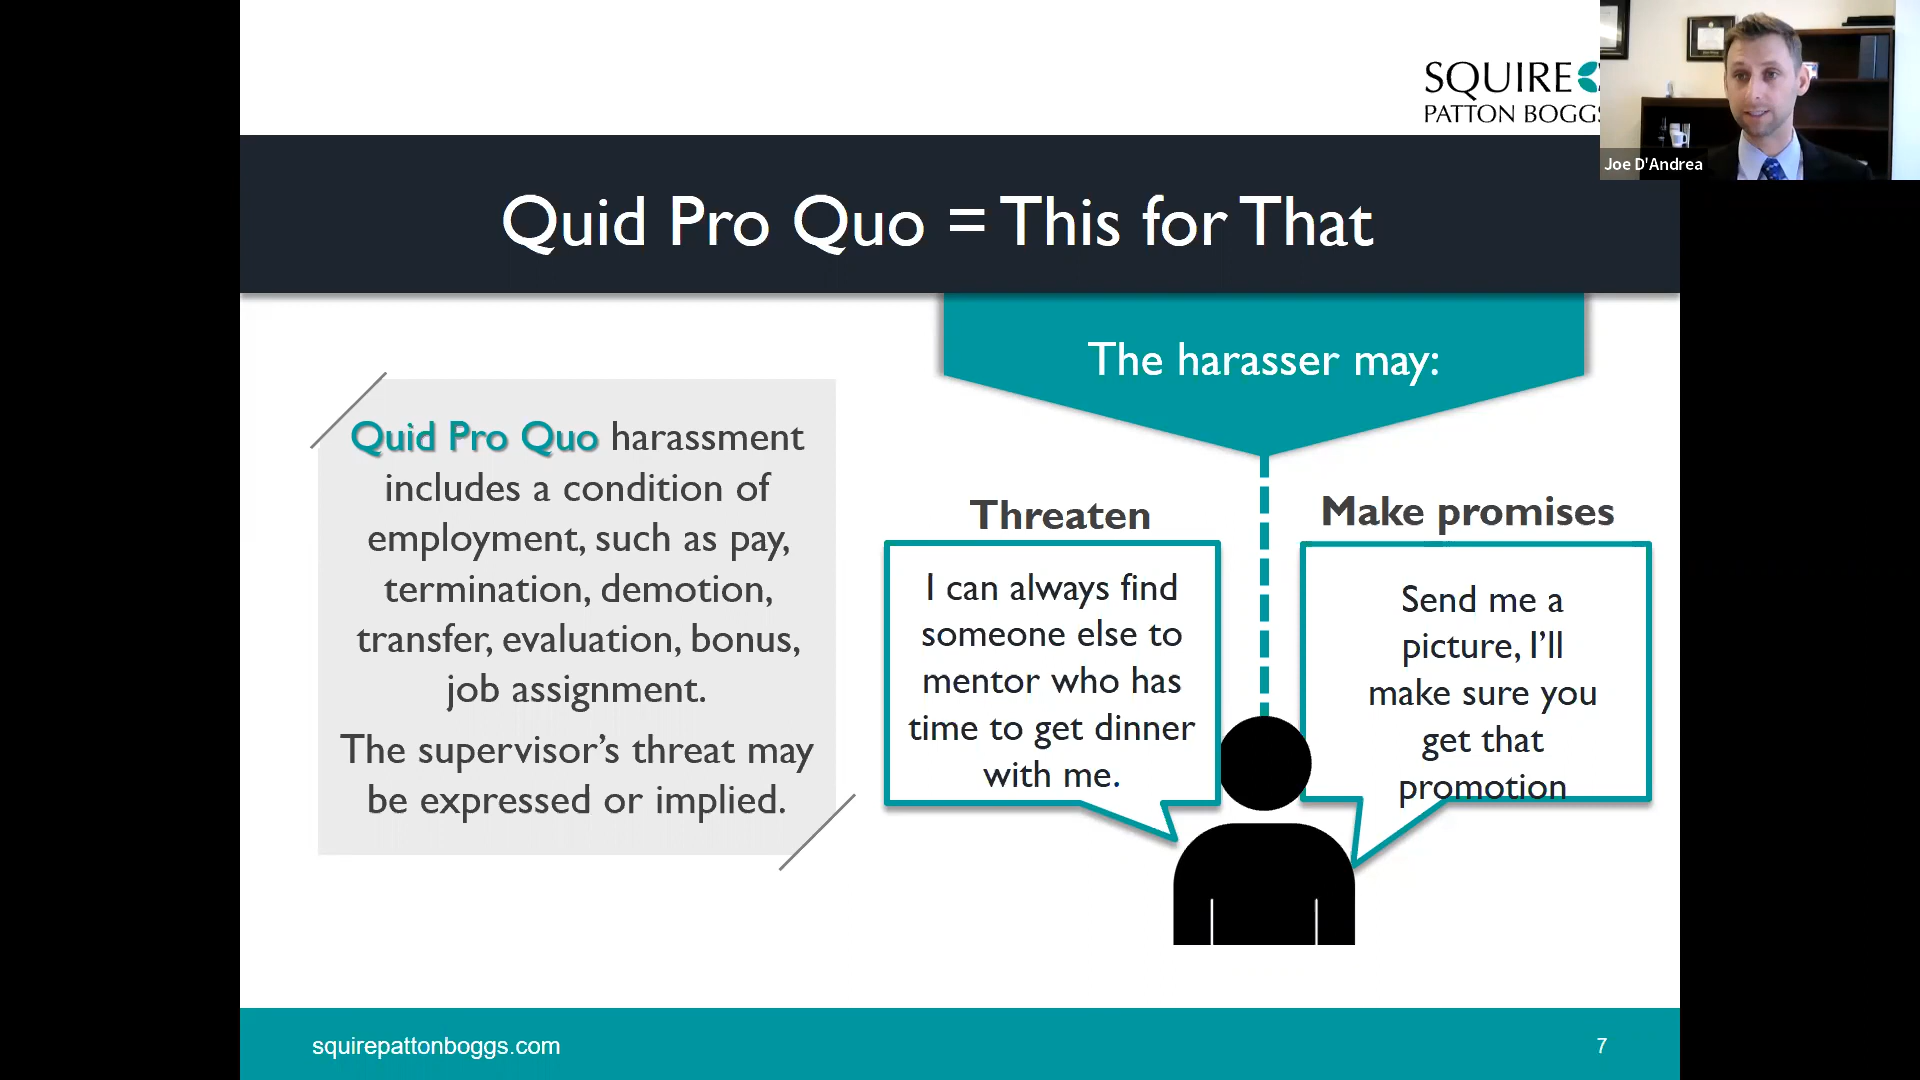 SQUIRE
PATTON BOGGS
Joe D'Andrea
Quid Pro Quo = This for That
The harasser may:
Quid Pro Quo harassment
includes a condition of
employment, such as pay,
termination, demotion,
transfer, evaluation, bonus,
job assignment.
The supervisor’s threat may
be expressed or implied.
Threaten
I can always find
someone else to
mentor who has
time to get dinner
with me.
Make promises
Send me a
picture, I’ll
make sure you
get that
promotion
squirepattonboggs.com
7